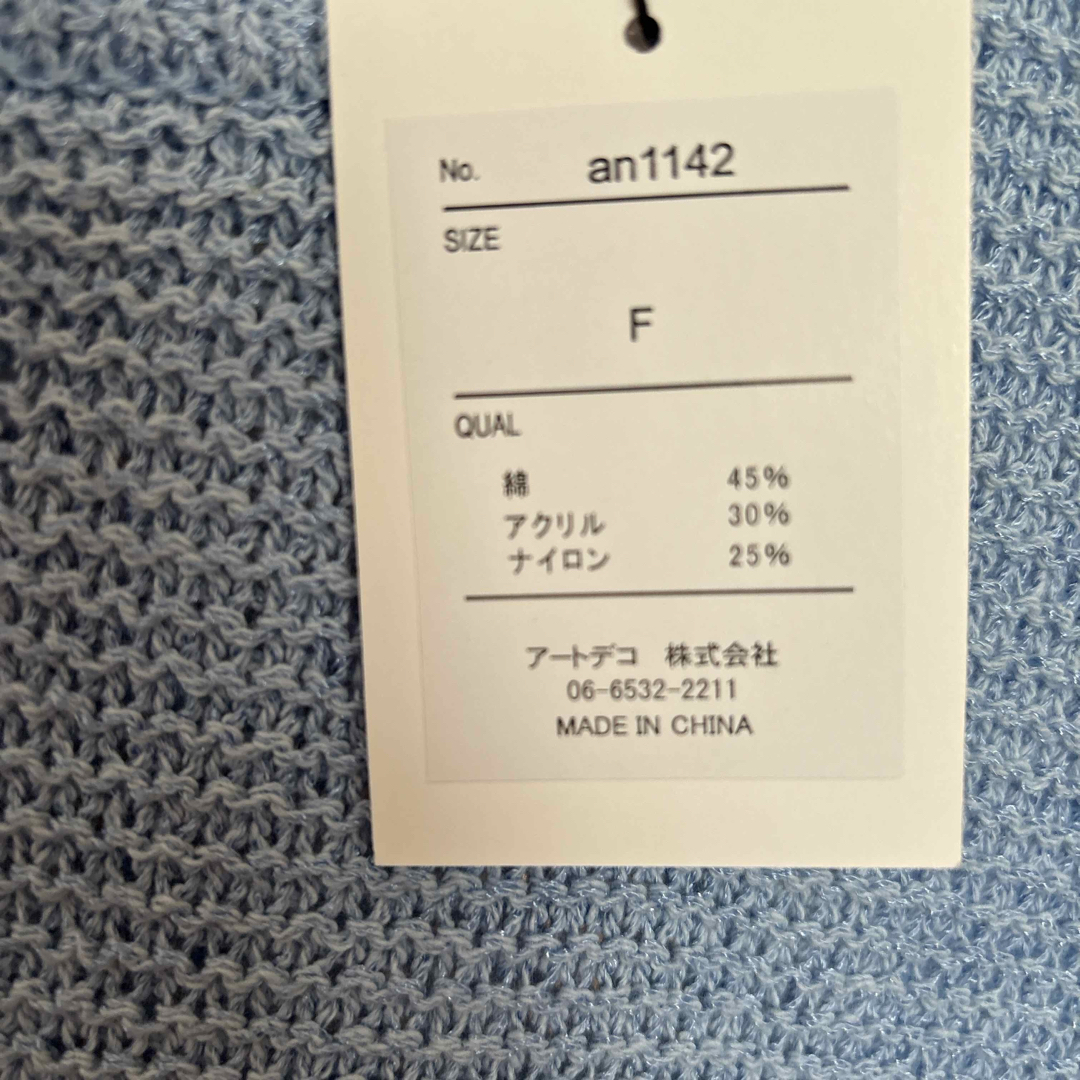 No. an1142
SIZE
F
QUAL
綿 45%
アクリル 30%
ナイロン 25%
アートデコ 株式会社
06-6532-2211
MADE IN CHINA